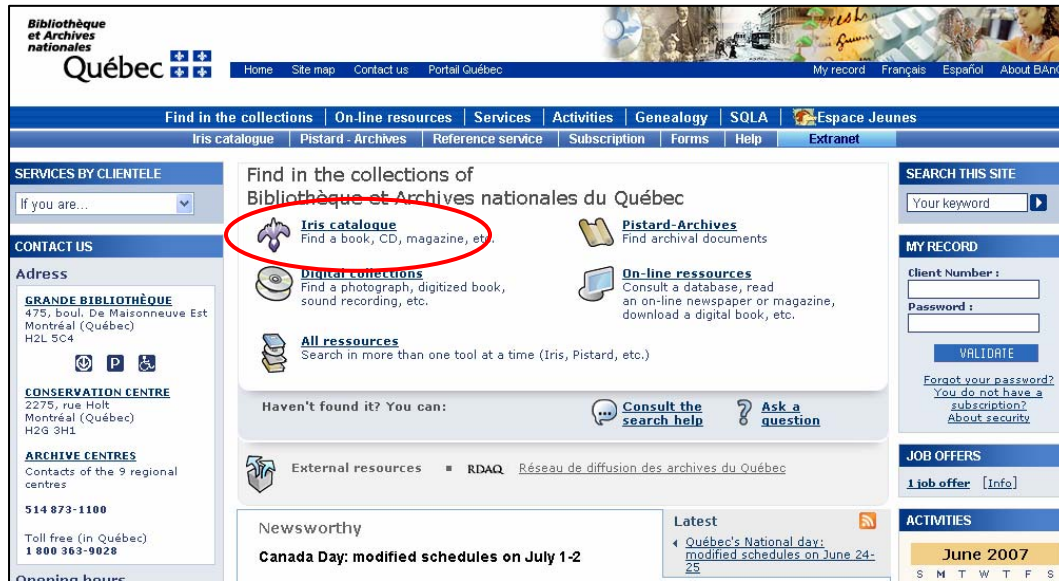 Bibliothèque
et Archives
nationales
Québec
Home Site map Contact us Portail Québec
My record Français Español About BAn
Find in the collections On-line resources Services Activities Genealogy SQLA Espace Jeunes
Iris catalogue Pistard - Archives Reference service Subscription Forms Help Extranet
SERVICES BY CLIENTELE
If you are...
CONTACT US
Adress
GRANDE BIBLIOTHÈQUE
475, boul. De Maisonneuve Est
Montréal (Québec)
H2L 5C4
P
CONSERVATION CENTRE
2275, rue Holt
Montréal (Québec)
H2G 3H1
ARCHIVE CENTRES
Contacts of the 9 regional
centres
514 873-1100
Toll free (in Québec)
1 800 363-9028
Opening hours
Find in the collections of
Bibliothèque et Archives nationales du Québec
Iris catalogue
Find a book, CD, magazine, etc.
Pistard-Archives
Find archival documents
Digital collections
Find a photograph, digitized book,
sound recording, etc.
On-line ressources
Consult a database, read
an on-line newspaper or magazine,
download a digital book, etc.
All ressources
Search in more than one tool at a time (Iris, Pistard, etc.)
Haven't found it? You can:
Consult the
search help
Ask a
question
External resources RDAQ Réseau de diffusion des archives du Québec
Newsworthy
Canada Day: modified schedules on July 1-2
Latest
Québec's National day:
modified schedules on June 24-
25
SEARCH THIS SITE
Your keyword
MY RECORD
Client Number :
Password :
VALIDATE
Forgot your password?
You do not have a
subscription?
About security
JOB OFFERS
1 job offer [Info]
ACTIVITIES
June 2007
S M T W T F S